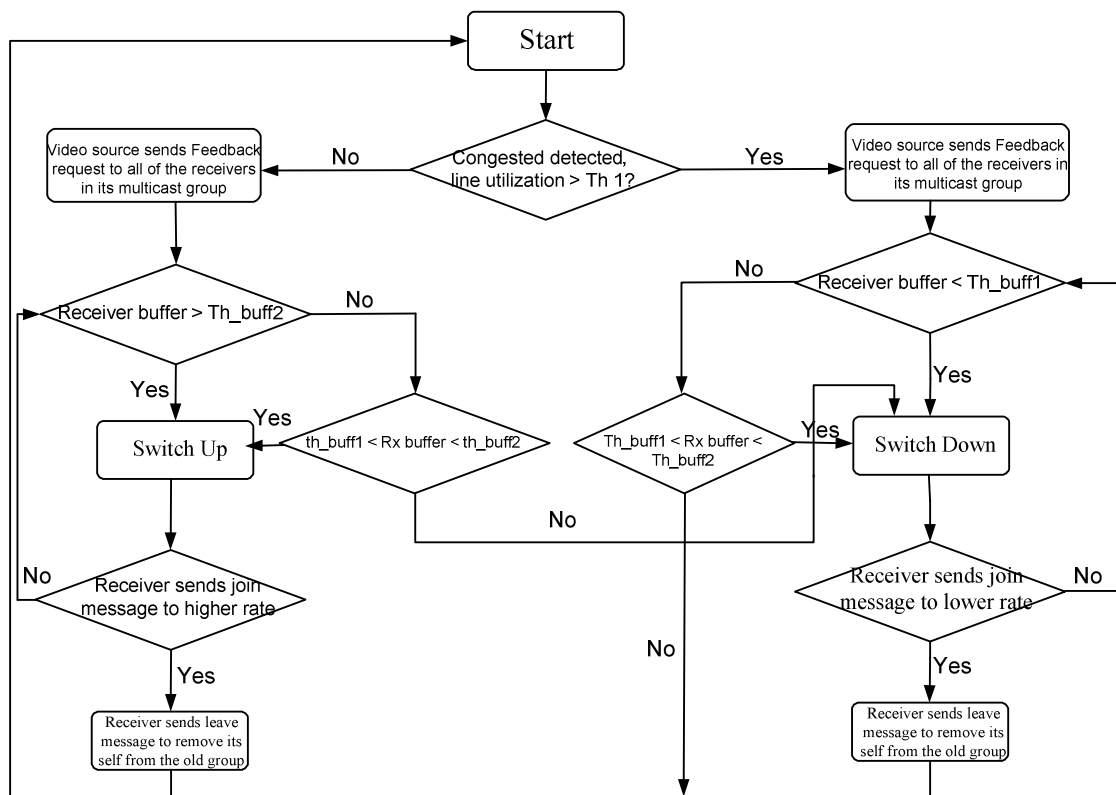 Start
Congested detected,
line utilization > Th 1?
No
Yes
Video source sends Feedback
request to all of the receivers
in its multicast group
Video source sends Feedback
request to all of the receivers in
its multicast group
Receiver buffer > Th_buff2
No
Yes
Receiver buffer < Th_buff1
No
Yes
Switch Up
Yes
th_buff1 < Rx buffer < th_buff2
No
Th_buff1 < Rx buffer <
Th_buff2
Yes
No
Switch Down
Receiver sends join
message to higher rate
No
Yes
Receiver sends join
message to lower rate
No
Yes
Receiver sends leave
message to remove its
self from the old group
Receiver sends leave
message to remove its
self from the old group